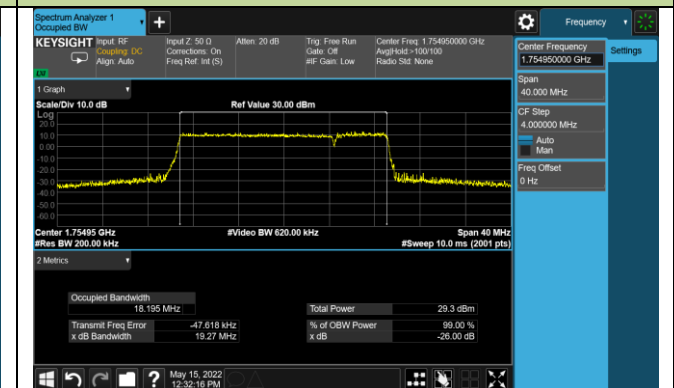 Spectrum Analyzer 1
Occupied BW
Frequency
KEYSIGHT
Input: RF
Coupling: DC
Align: Auto
Input Z: 50 Ω
Corrections: On
Freq Ref: Int (S)
Atten: 20 dB
Trig: Free Run
Gate: Off
#IF Gain: Low
Center Freq: 1.754950000 GHz
Avg|Hold:>100/100
Radio Std: None
Center Frequency
1.754950000 GHz
Settings
Span
40.000 MHz
CF Step
4.000000 MHz
Auto
Man
Freq Offset
0 Hz
1 Graph
Scale/Div 10.0 dB
Ref Value 30.00 dBm
Log
20.0
10.0
0.00
-10.0
-20.0
-30.0
-40.0
-50.0
-60.0
Center 1.75495 GHz
#Video BW 620.00 kHz
Span 40 MHz
#Res BW 200.00 kHz
#Sweep 10.0 ms (2001 pts)
2 Metrics
Occupied Bandwidth
18.195 MHz
Total Power 29.3 dBm
Transmit Freq Error -47.618 kHz
% of OBW Power 99.00 %
x dB Bandwidth 19.27 MHz
x dB -26.00 dB
?
May 15, 2022
12:32:16 PM